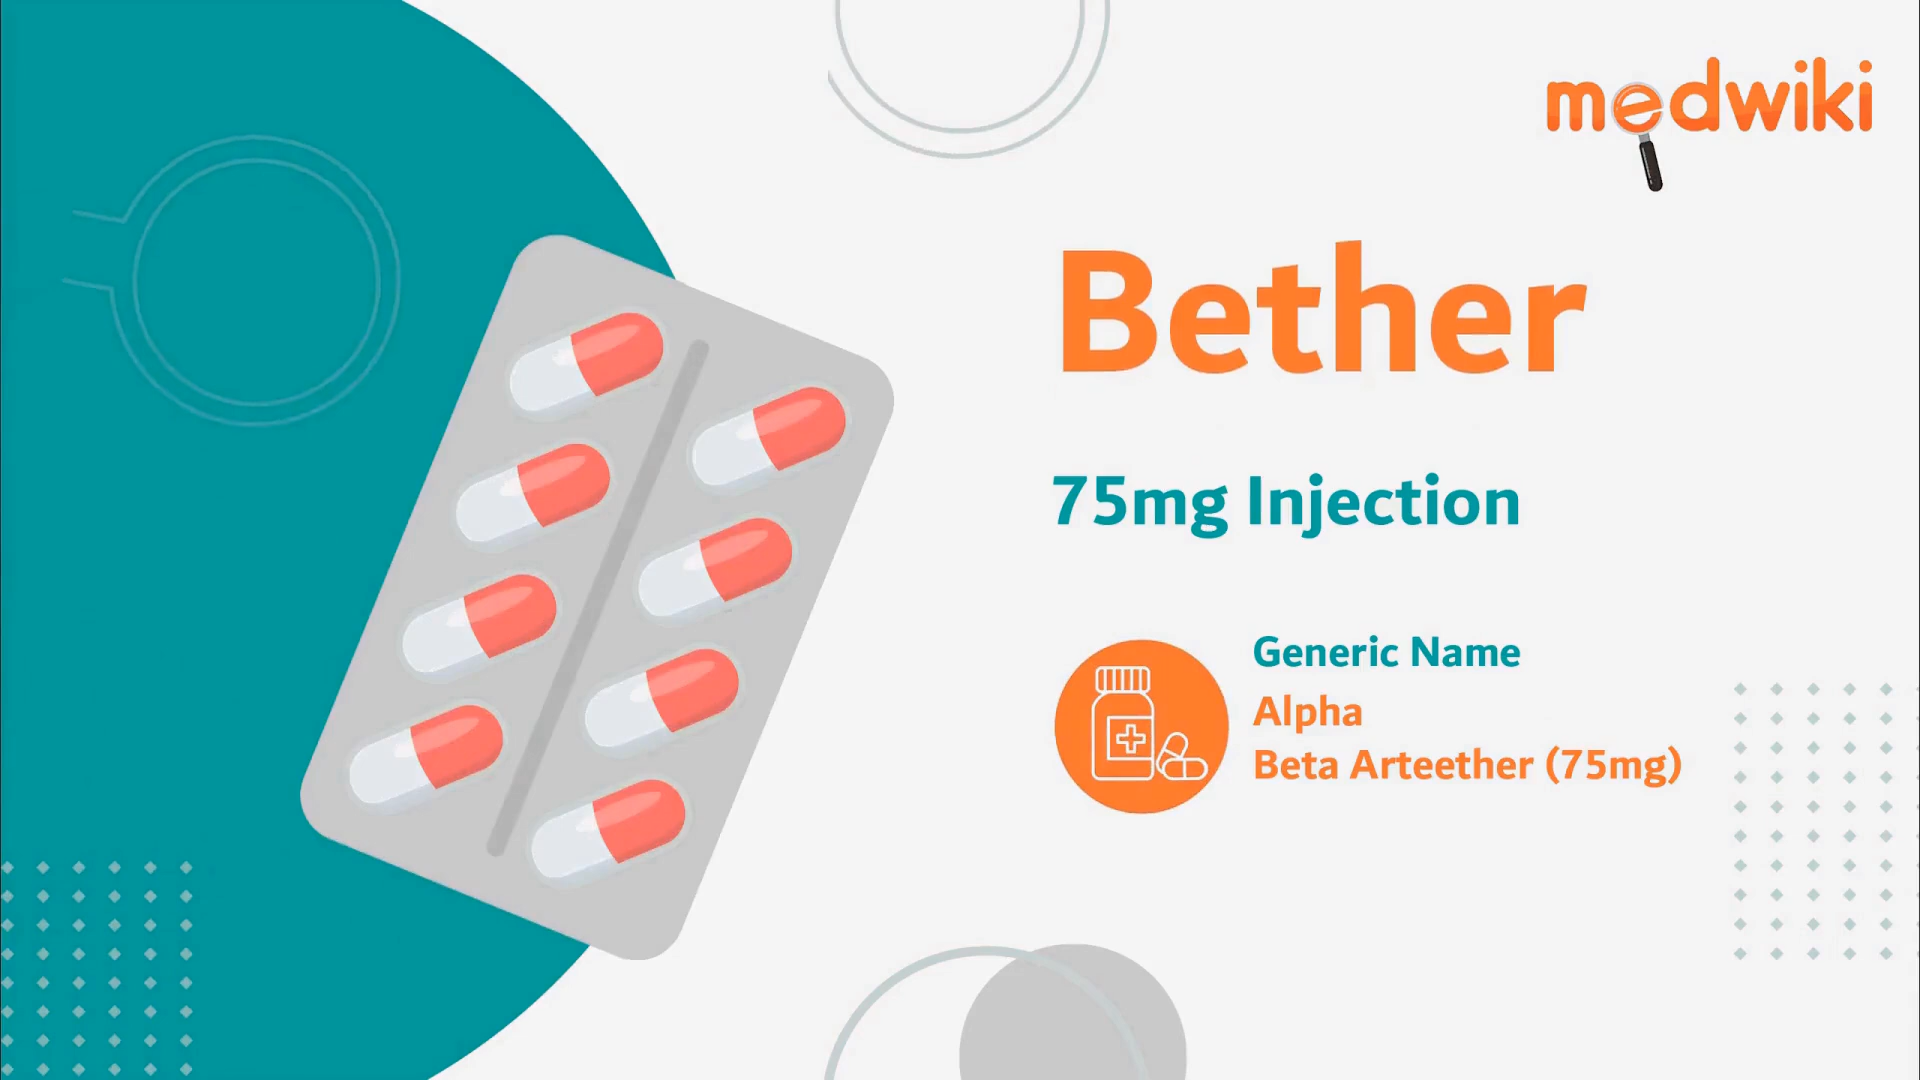 medwiki
Bether
75mg Injection
Generic Name
Alpha
Beta Arteether (75mg)